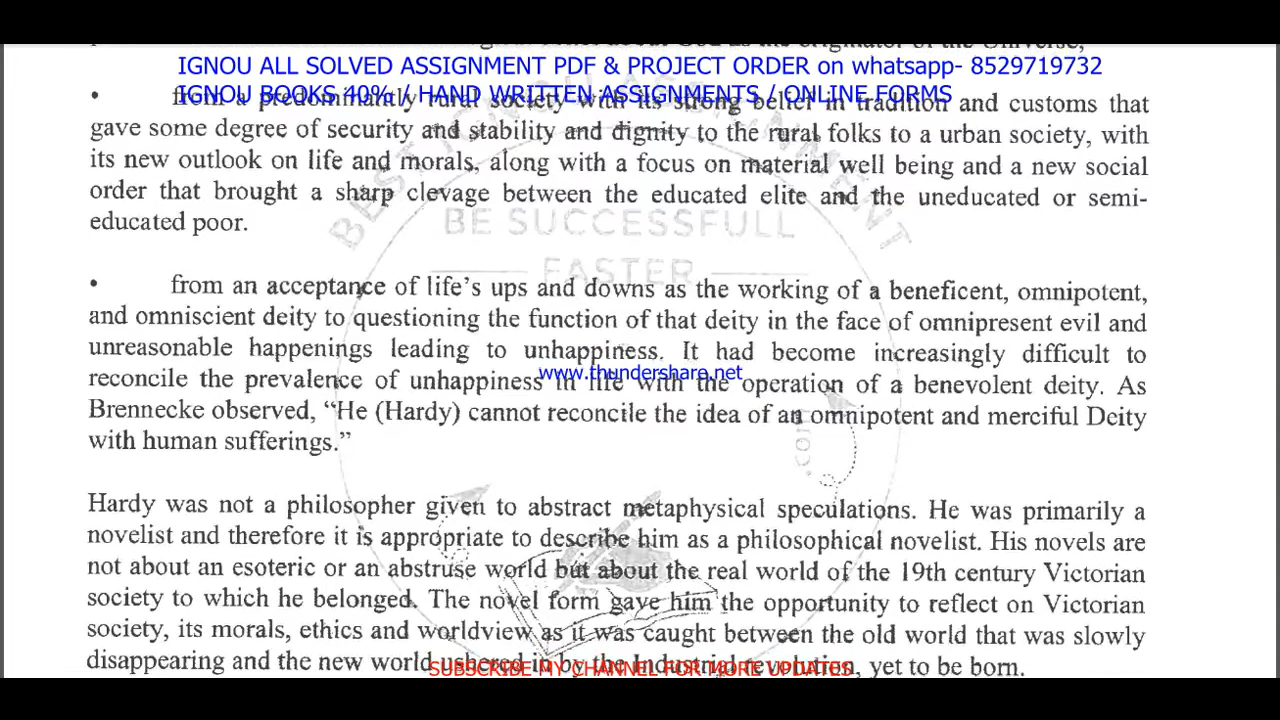 IGNOU ALL SOLVED ASSIGNMENT PDF & PROJECT ORDER on whatsapp- 8529719732
IGNOU BOOKS 40% / HAND WRITTEN ASSIGNMENTS / ONLINE FORMS
• from a predominantly rural society with its strong belief in tradition and customs that
gave some degree of security and stability and dignity to the rural folks to a urban society, with
its new outlook on life and morals, along with a focus on material well being and a new social
order that brought a sharp clevage between the educated elite and the uneducated or semi-
educated poor.
BEST IGNOU ASSIGNMENT
BE SUCCESSFULL
EASTER
• from an acceptance of life's ups and downs as the working of a beneficent, omnipotent,
and omniscient deity to questioning the function of that deity in the face of omnipresent evil and
unreasonable happenings leading to unhappiness. It had become increasingly difficult to
www.thundershare.net
reconcile the prevalence of unhappiness in life with the operation of a benevolent deity. As
Brennecke observed, “He (Hardy) cannot reconcile the idea of an omnipotent and merciful Deity
with human sufferings.”
.com
Hardy was not a philosopher given to abstract metaphysical speculations. He was primarily a
novelist and therefore it is appropriate to describe him as a philosophical novelist. His novels are
not about an esoteric or an abstruse world but about the real world of the 19th century Victorian
society to which he belonged. The novel form gave him the opportunity to reflect on Victorian
society, its morals, ethics and worldview as it was caught between the old world that was slowly
disappearing and the new world ushered in by the Industrial revolution, yet to be born.
SUBSCRIBE MY CHANNEL FOR MORE UPDATES